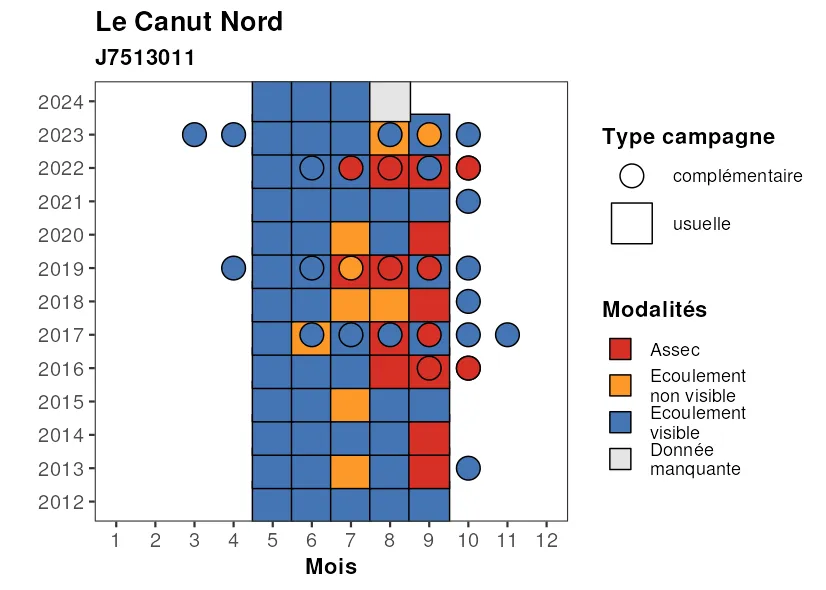 Le Canut Nord
J7513011
2024
2023
2022
2021
2020
2019
2018
2017
2016
2015
2014
2013
2012
1 2 3 4 5 6 7 8 9 10 11 12
Mois
Type campagne
complémentaire
usuelle
Modalités
Assec
Ecoulement
non visible
Ecoulement
visible
Donnée
manquante